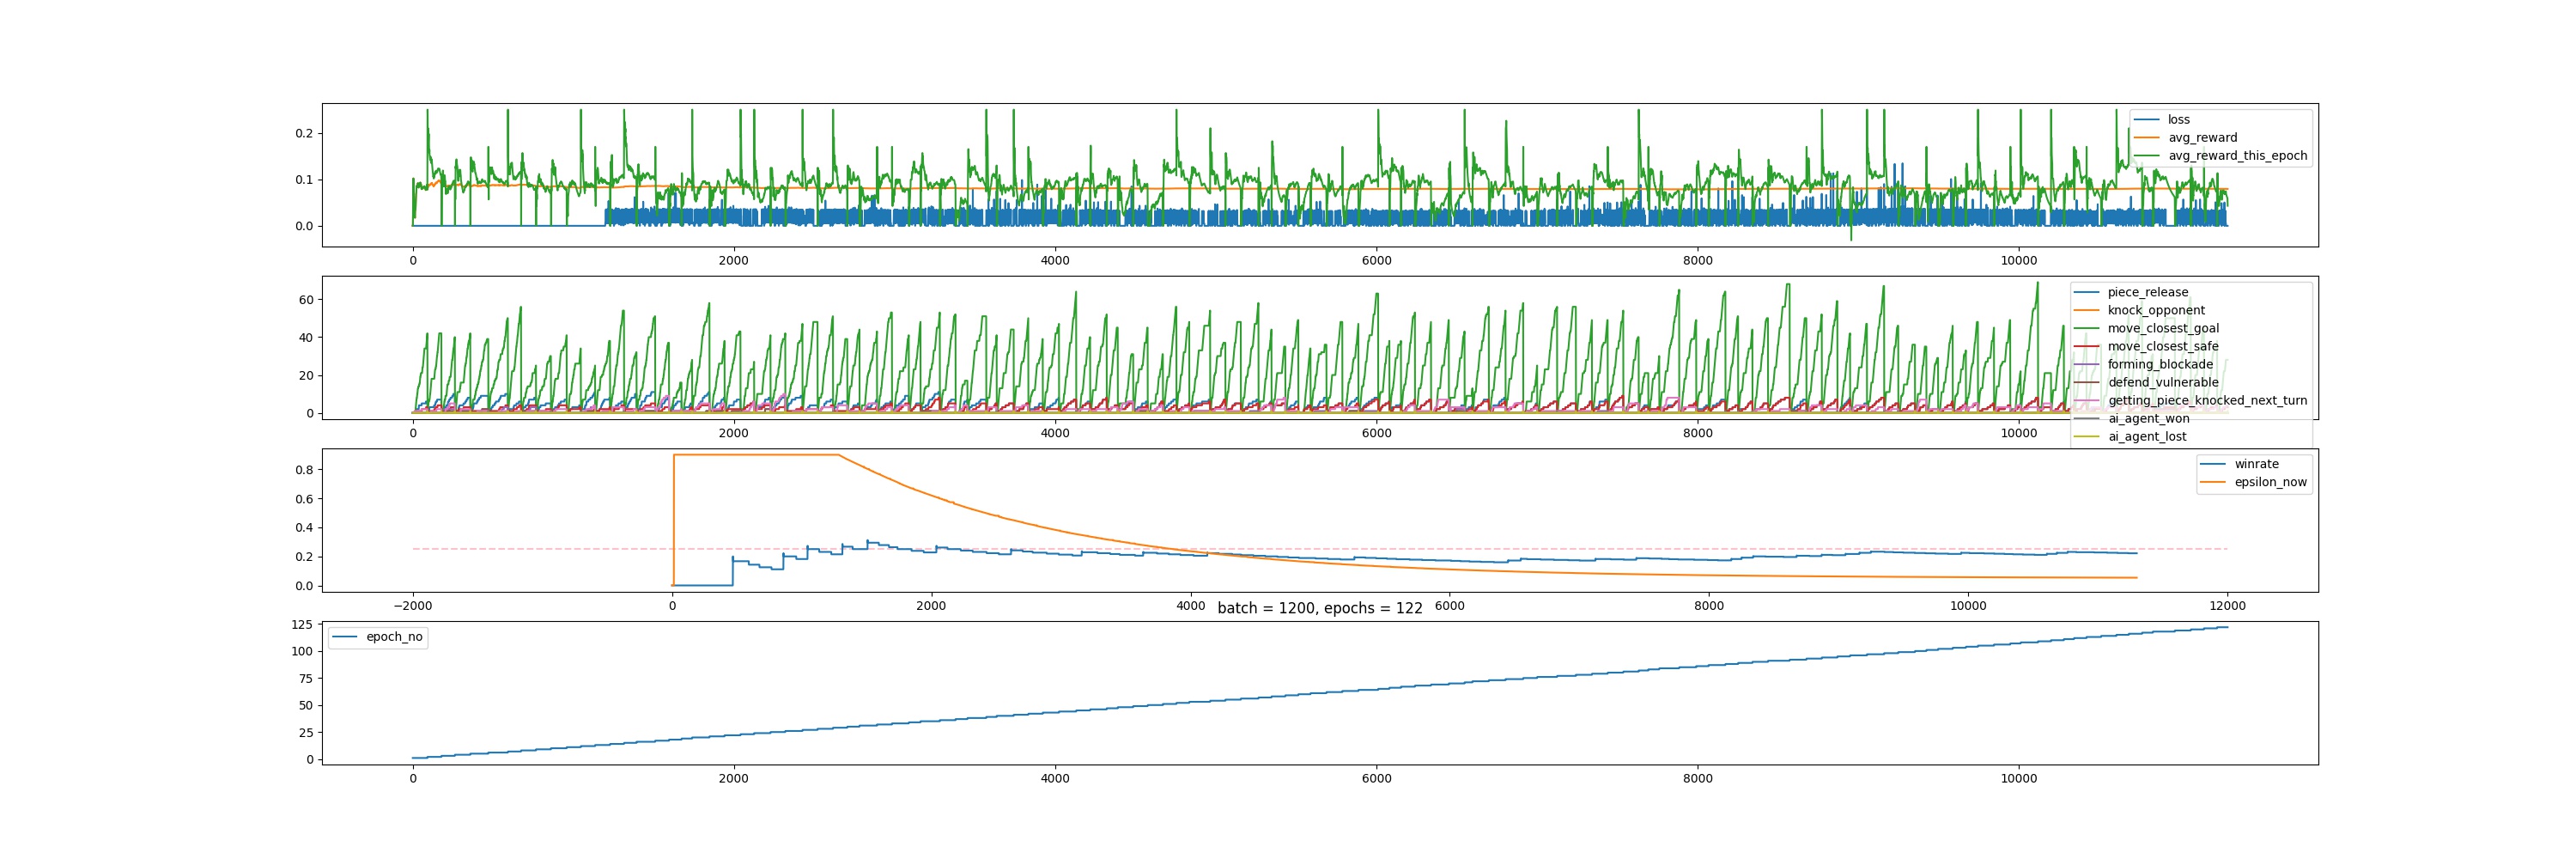 0.2
0.1
0.0
loss
avg_reward
avg_reward_this_epoch
0 2000 4000 6000 8000 10000
60
40
20
0
piece_release
knock_opponent
move_closest_goal
move_closest_safe
forming_blockade
defend_vulnerable
getting_piece_knocked_next_turn
ai_agent_won
ai_agent_lost
0 2000 4000 6000 8000 10000
0.8
0.6
0.4
0.2
0.0
winrate
epsilon_now
−2000 0 2000 4000 6000 8000 10000 12000
batch = 1200, epochs = 122
125
100
75
50
25
0
epoch_no
0 2000 4000 6000 8000 10000